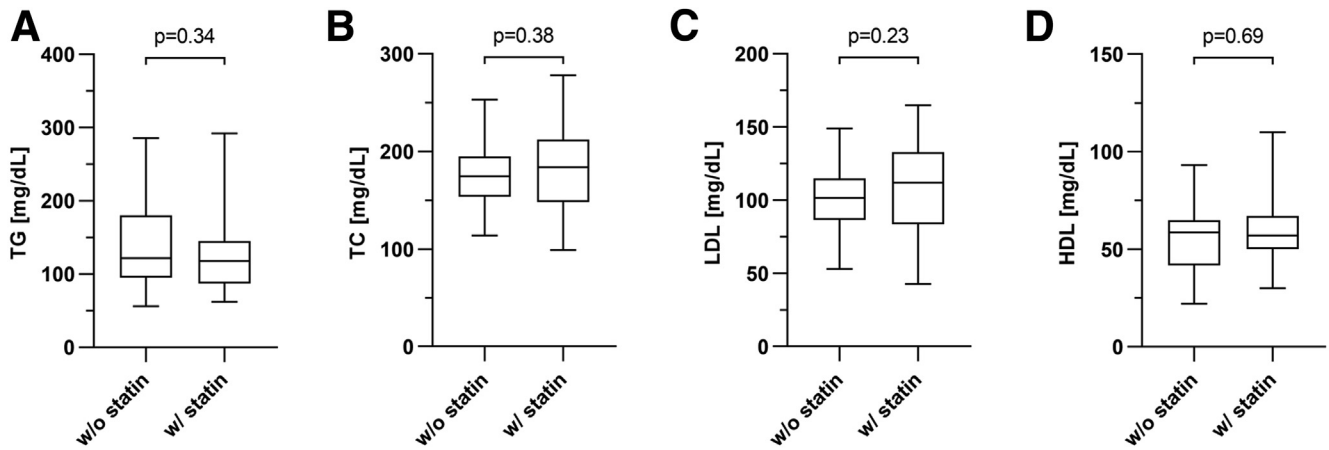 A
p=0.34
TG [mg/dL]
400
300
200
100
0
w/o statin
w/ statin
B
p=0.38
TC [mg/dL]
300
200
100
0
w/o statin
w/ statin
C
p=0.23
LDL [mg/dL]
200
150
100
50
0
w/o statin
w/ statin
D
p=0.69
HDL [mg/dL]
150
100
50
0
w/o statin
w/ statin